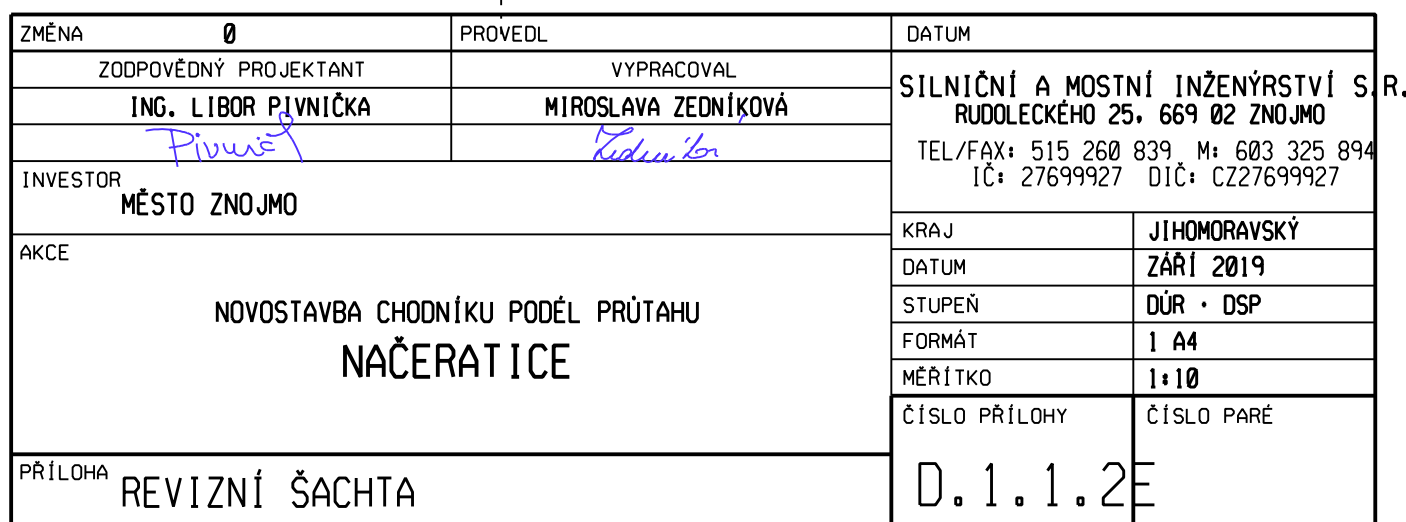 ZMĚNA 0 PROVEDL DATUM
ZODPOVĚDNÝ PROJEKTANT VYPRACOVAL
ING. LIBOR PIVNIČKA MIROSLAVA ZEDNÍKOVÁ
SILNIČNÍ A MOSTNÍ INŽENÝRSTVÍ S.R.
RUDOLECKÉHO 25, 669 02 ZNOJMO
TEL/FAX: 515 260 839 M: 603 325 894
IČ: 27699927 DIČ: CZ27699927
INVESTOR
MĚSTO ZNOJMO
AKCE
NOVOSTAVBA CHODNÍKU PODÉL PRŮTAHU
NAČERATICE
KRAJ JIHOMORAVSKÝ
DATUM ZÁŘÍ 2019
STUPEŇ DÚR · DSP
FORMÁT 1 A4
MĚŘÍTKO 1:10
ČÍSLO PŘÍLOHY ČÍSLO PARÉ
D.1.1.2E
PŘÍLOHA REVIZNÍ ŠACHTA